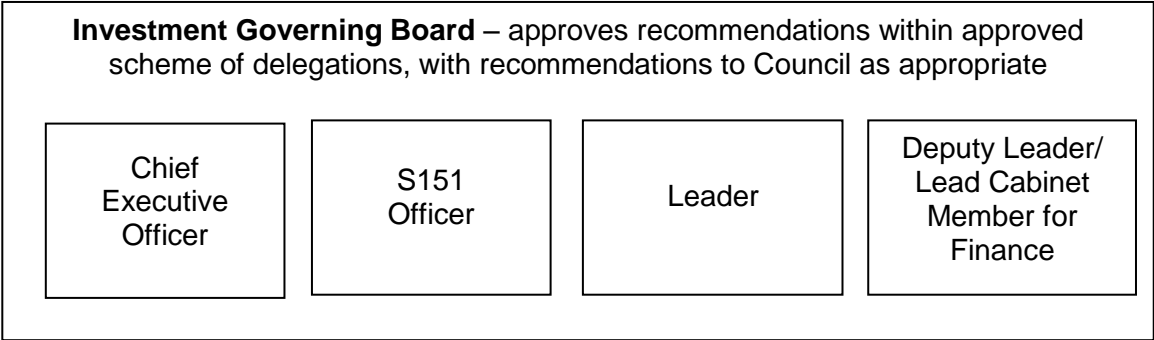 Investment Governing Board – approves recommendations within approved
scheme of delegations, with recommendations to Council as appropriate
Chief
Executive
Officer
S151
Officer
Leader
Deputy Leader/
Lead Cabinet
Member for
Finance